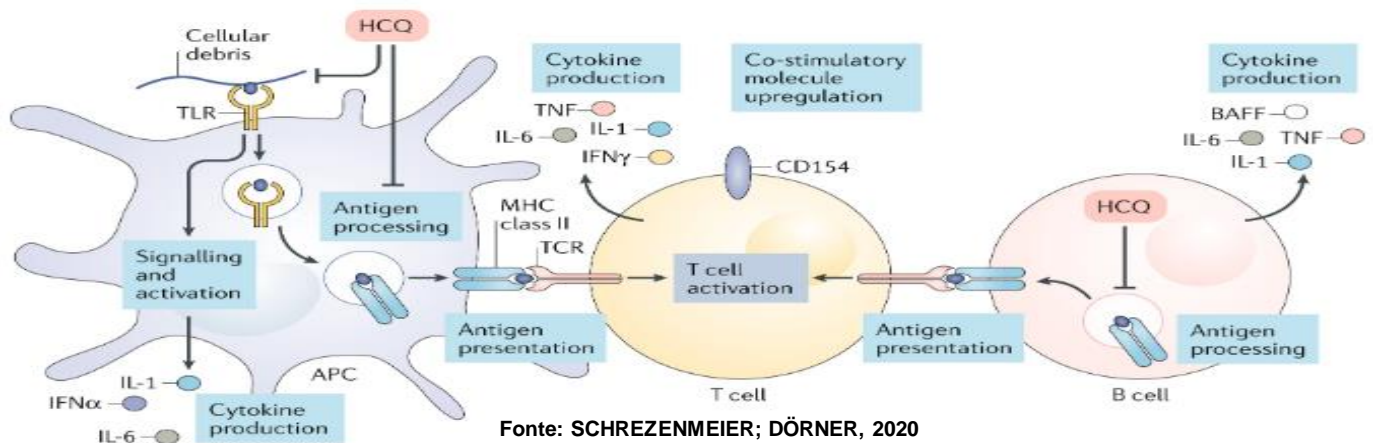 Cellular
debris
HCQ
TLR
Antigen
processing
Signalling
and
activation
IL-1
IFNα
IL-6
Cytokine
production
APC
MHC
class II
TCR
Antigen
presentation
Cytokine
production
TNF
IL-6
IL-1
IFNγ
Co-stimulatory
molecule
upregulation
CD154
T cell
activation
T cell
Antigen
presentation
Cytokine
production
BAFF
IL-6
TNF
IL-1
HCQ
Antigen
processing
B cell
Fonte: SCHREZENMEIER; DÖRNER, 2020